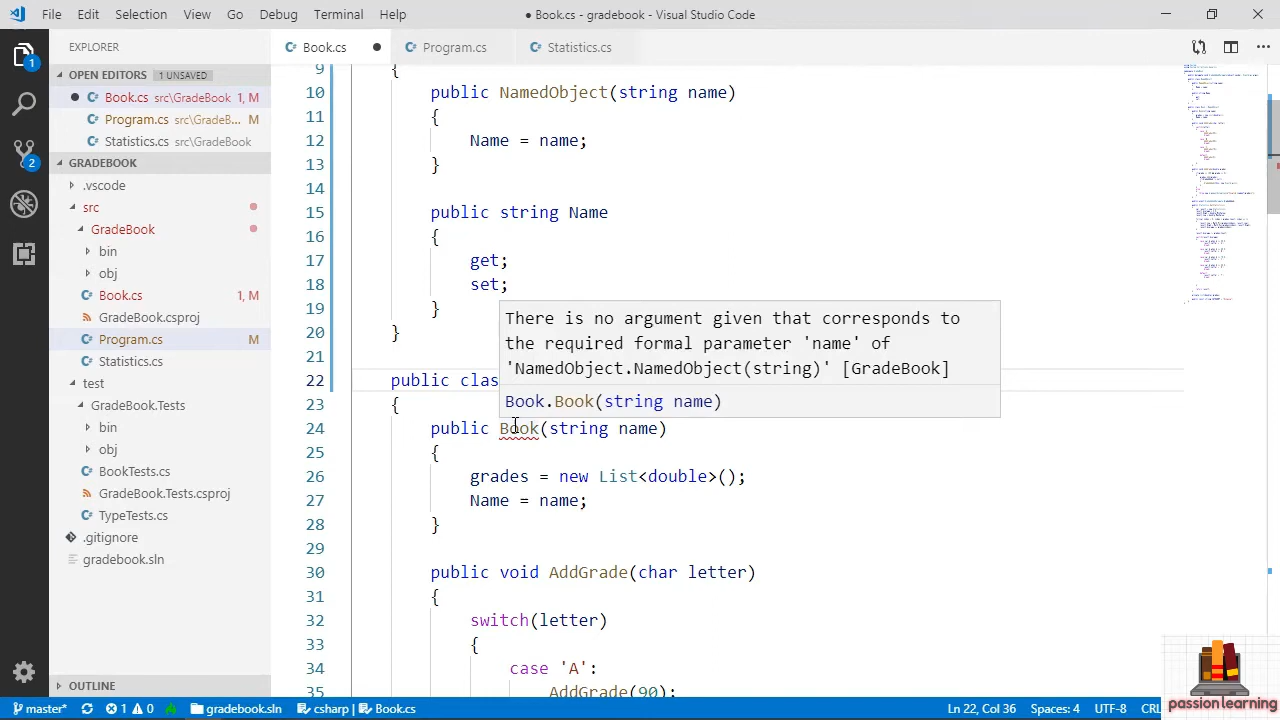 File Edit Selection View Go Debug Terminal Help
● Book.cs - gradebook - Visual Studio Code
EXPLORER
OPEN EDITORS 1 UNSAVED
Book.cs src\GradeBook 1, M
Program.cs src\GradeB... M
Statistics.cs src\GradeBook
GRADEBOOK
.vscode
src
GradeBook
bin
obj
Book.cs 1, M
GradeBook.csproj
Program.cs M
Statistics.cs
test
GradeBook.Tests
bin
obj
BookTests.cs
GradeBook.Tests.csproj
TypeTests.cs
.gitignore
gradebook.sln
OUTLINE
1
2
Book.cs Program.cs Statistics.cs
9 {
10 public NamedObject(string name)
11 {
12 Name = name;
13 }
14
15 public string Name
16
17 get;
18 set;
19
20 }
21
22 public clas
23 {
24 public Book(string name)
25 {
26 grades = new List<double>();
27 Name = name;
28 }
29
30 public void AddGrade(char letter)
31 {
32 switch(letter)
33 {
34 case 'A':
35 AddGrade(90);
There is no argument given that corresponds to
the required formal parameter 'name' of
'NamedObject.NamedObject(string)' [GradeBook]
Book.Book(string name)
passion learning
master* 1 0 gradebook.sln csharp | Book.cs Ln 22, Col 36 Spaces: 4 UTF-8 CRL